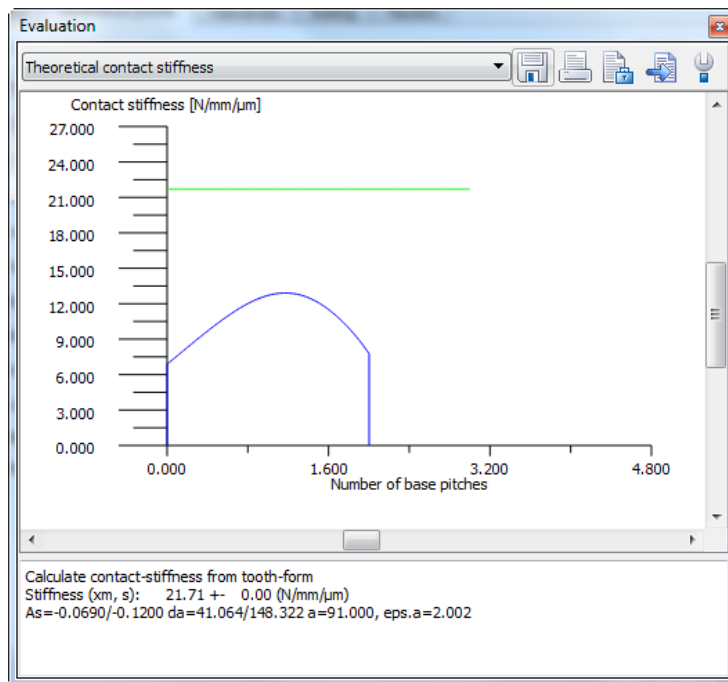 Evaluation
Theoretical contact stiffness
Contact stiffness [N/mm/µm]
27.000
24.000
21.000
18.000
15.000
12.000
9.000
6.000
3.000
0.000
0.000 1.600 3.200 4.800
Number of base pitches
Calculate contact-stiffness from tooth-form
Stiffness (xm, s): 21.71 +- 0.00 (N/mm/µm)
As=-0.0690/-0.1200 da=41.064/148.322 a=91.000, eps.a=2.002